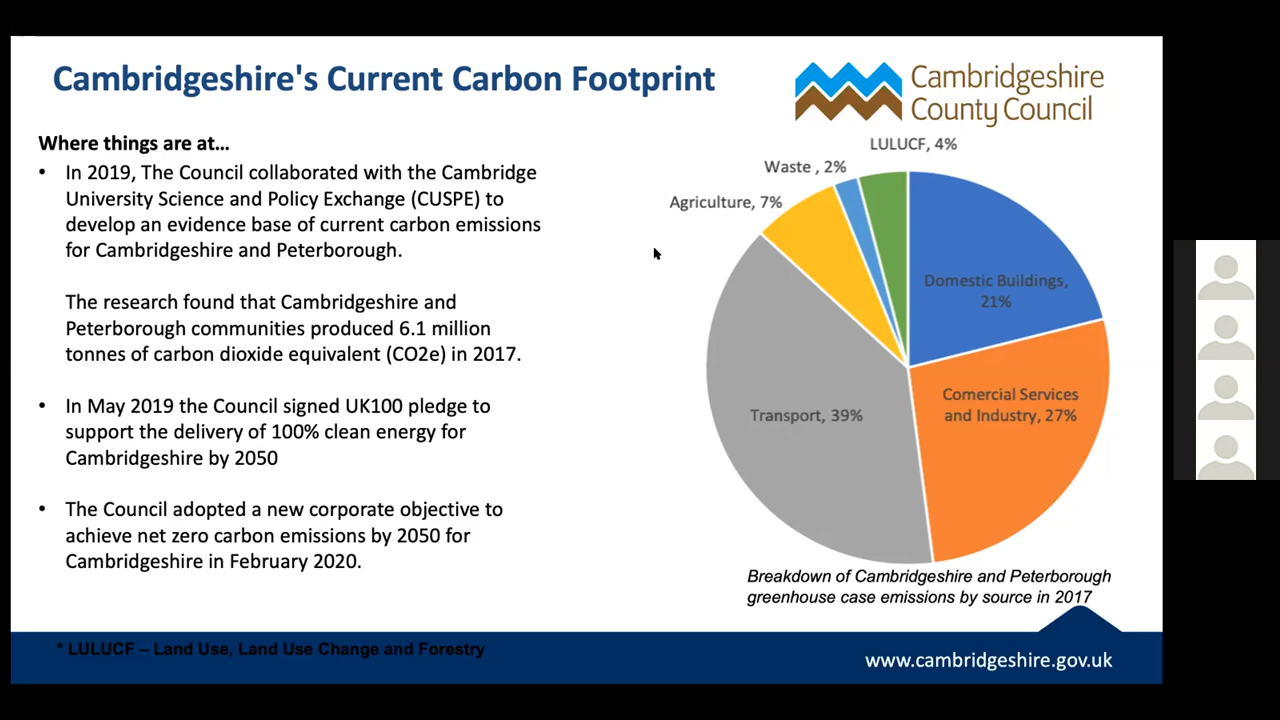 Cambridgeshire's Current Carbon Footprint
Cambridgeshire
County Council
Where things are at...
• In 2019, The Council collaborated with the Cambridge
University Science and Policy Exchange (CUSPE) to
develop an evidence base of current carbon emissions
for Cambridgeshire and Peterborough.
The research found that Cambridgeshire and
Peterborough communities produced 6.1 million
tonnes of carbon dioxide equivalent (CO2e) in 2017.
• In May 2019 the Council signed UK100 pledge to
support the delivery of 100% clean energy for
Cambridgeshire by 2050
• The Council adopted a new corporate objective to
achieve net zero carbon emissions by 2050 for
Cambridgeshire in February 2020.
LULUCF, 4%
Waste , 2%
Agriculture, 7%
Domestic Buildings,
21%
Comercial Services
and Industry, 27%
Transport, 39%
Breakdown of Cambridgeshire and Peterborough
greenhouse case emissions by source in 2017
* LULUCF – Land Use, Land Use Change and Forestry
www.cambridgeshire.gov.uk